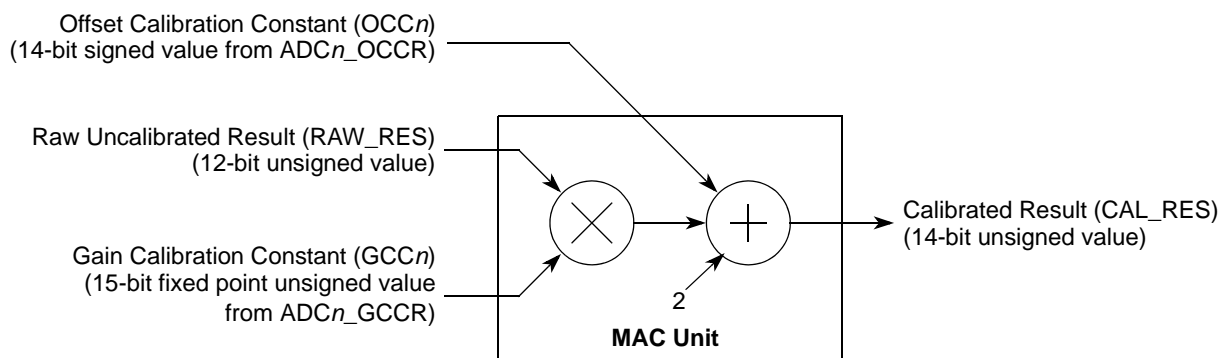 Offset Calibration Constant (OCCn)
(14-bit signed value from ADCn_OCCR)
Raw Uncalibrated Result (RAW_RES)
(12-bit unsigned value)
Gain Calibration Constant (GCCn)
(15-bit fixed point unsigned value
from ADCn_GCCR)
2
MAC Unit
Calibrated Result (CAL_RES)
(14-bit unsigned value)